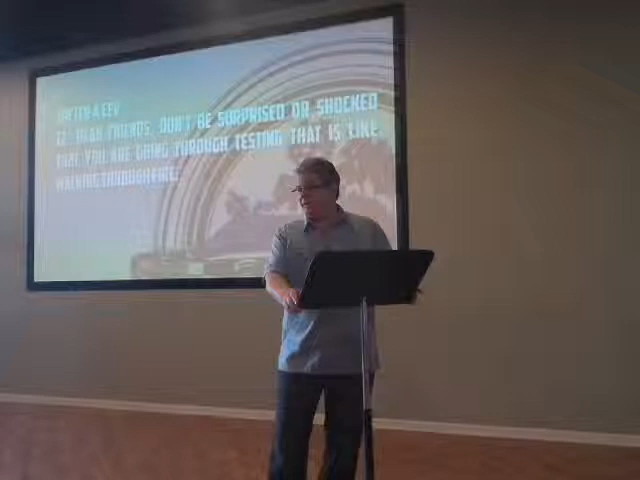 12 DEAR FRIENDS, DON'T BE SURPRISED OR SHOCKED
THAT YOU ARE GOING THROUGH TESTING THAT IS LIKE
WALKING THROUGH FIRE.